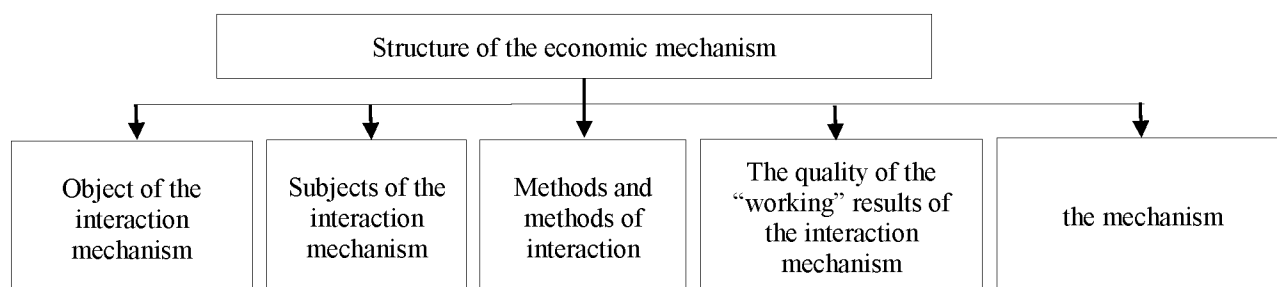 Structure of the economic mechanism
Object of the
interaction
mechanism
Subjects of the
interaction
mechanism
Methods and
methods of
interaction
The quality of the
“working” results of
the interaction
mechanism
the mechanism